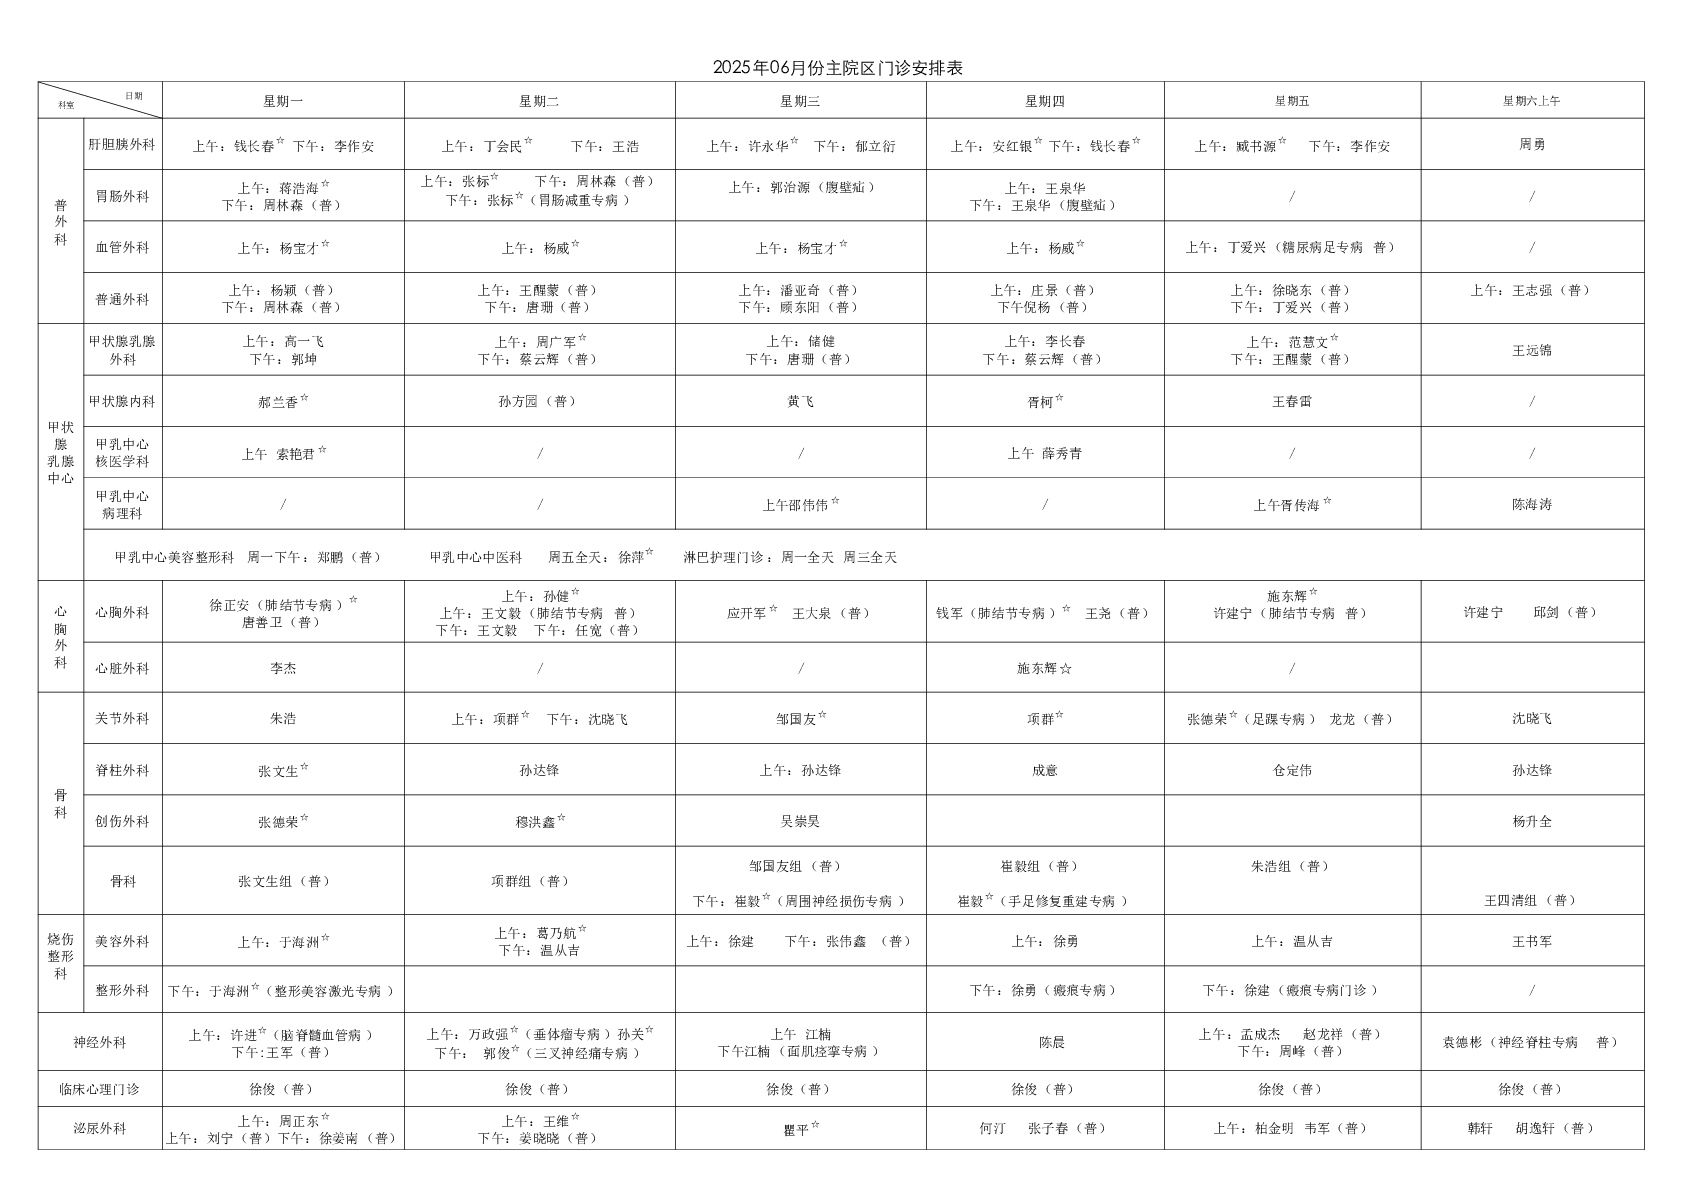 2025年06月份主院区门诊安排表
日期
科室
星期一 星期二 星期三 星期四 星期五 星期六上午
普外科
肝胆胰外科 上午：钱长春☆ 下午：李作安 上午：丁会民☆ 下午：王浩 上午：许永华☆ 下午：郁立衍 上午：安红银☆ 下午：钱长春☆ 上午：臧书源☆ 下午：李作安 周勇
胃肠外科 上午：蒋浩海☆ 上午：张标☆ 下午：周林森（普） 上午：郭治源（腹壁疝） 上午：王泉华 / /
下午：周林森（普） 下午：张标☆（胃肠减重专病） 下午：王泉华（腹壁疝）
血管外科 上午：杨宝才☆ 上午：杨威☆ 上午：杨宝才☆ 上午：杨威☆ 上午：丁爱兴（糖尿病足专病 普） /
普通外科 上午：杨颖（普） 上午：王醒蒙（普） 上午：潘亚奇（普） 上午：庄景（普） 上午：徐晓东（普） 上午：王志强（普）
下午：周林森（普） 下午：唐珊（普） 下午：顾东阳（普） 下午倪杨（普） 下午：丁爱兴（普）
甲状腺乳腺中心
甲状腺乳腺 上午：高一飞 上午：周广军☆ 上午：储健 上午：李长春 上午：范慧文☆ 王远锦
外科 下午：郭坤 下午：蔡云辉（普） 下午：唐珊（普） 下午：蔡云辉（普） 下午：王醒蒙（普）
甲状腺内科 郝兰香☆ 孙方园（普） 黄飞 胥柯☆ 王春雷 /
甲乳中心
核医学科 上午 索艳君☆ / / 上午 薛秀青 / /
甲乳中心
病理科 / / 上午邵伟伟☆ / 上午胥传海☆ 陈海涛
甲乳中心美容整形科 周一下午：郑鹏（普） 甲乳中心中医科 周五全天：徐萍☆ 淋巴护理门诊：周一全天 周三全天
心胸外科
心胸外科 徐正安（肺结节专病）☆ 上午：孙健☆ 应开军☆ 王大泉（普） 钱军（肺结节专病）☆ 王尧（普） 施东辉☆ 许建宁 邱剑（普）
唐善卫（普） 上午：王文毅（肺结节专病 普） 许建宁（肺结节专病 普）
下午：王文毅 下午：任宽（普）
心脏外科 李杰 / / 施东辉☆ /
骨科
关节外科 朱浩 上午：项群☆ 下午：沈晓飞 邹国友☆ 项群☆ 张德荣☆（足踝专病） 龙龙（普） 沈晓飞
脊柱外科 张文生☆ 孙达锋 上午：孙达锋 成意 仓定伟 孙达锋
创伤外科 张德荣☆ 穆洪鑫☆ 吴崇昊 杨升全
骨科 张文生组（普） 项群组（普） 邹国友组（普） 崔毅组（普） 朱浩组（普）
下午：崔毅☆（周围神经损伤专病） 崔毅☆（手足修复重建专病） 王四清组（普）
烧伤整形科
美容外科 上午：于海洲☆ 上午：葛乃航☆ 上午：徐建 下午：张伟鑫（普） 上午：徐勇 上午：温从吉 王书军
下午：温从吉
整形外科 下午：于海洲☆（整形美容激光专病） 下午：徐勇（瘢痕专病） 下午：徐建（瘢痕专病门诊） /
神经外科 上午：许进☆（脑脊髓血管病） 上午：万政强☆（垂体瘤专病）孙关☆ 上午 江楠 陈晨 上午：孟成杰 赵龙祥（普） 袁德彬（神经脊柱专病 普）
下午:王军（普） 下午： 郭俊☆（三叉神经痛专病） 下午江楠（面肌痉挛专病） 下午：周峰（普）
临床心理门诊 徐俊（普） 徐俊（普） 徐俊（普） 徐俊（普） 徐俊（普） 徐俊（普）
泌尿外科 上午：周正东☆ 上午：王维☆ 瞿平☆ 何汀 张子春（普） 上午：柏金明 韦军（普） 韩轩 胡逸轩（普）
上午：刘宁（普）下午：徐姜南（普） 下午：姜晓晓（普）